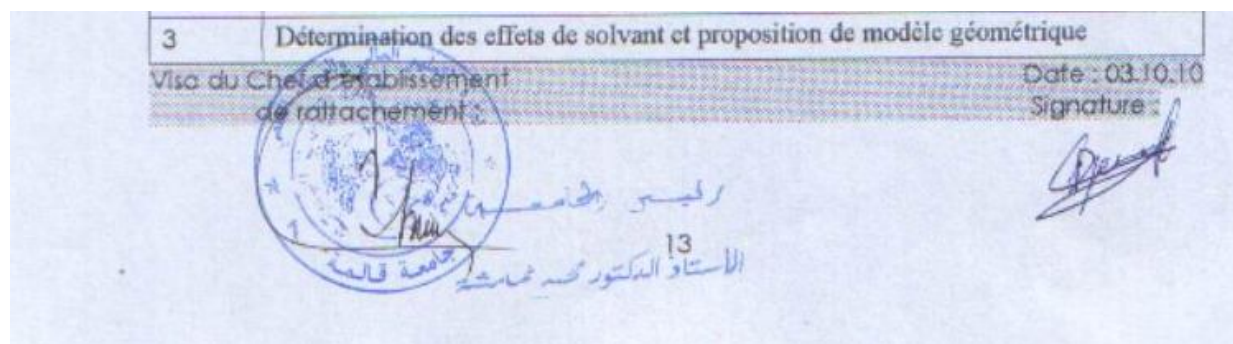 3 Détermination des effets de solvant et proposition de modèle géométrique
Visa du Chef d'établissement
de rattachement :
Date : 03.10.10
Signature :
رئيس الجامعة
13
الأستاذ الدكتور محمد نمامشة
جامعة قالمة